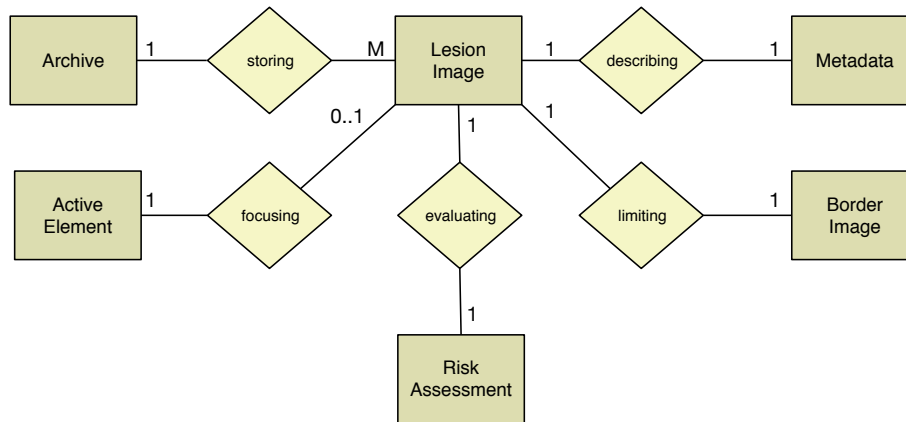 Archive
1
storing
M
Lesion
Image
1
describing
1
Metadata
0..1
1
1
Active
Element
1
focusing
evaluating
limiting
1
Border
Image
1
Risk
Assessment